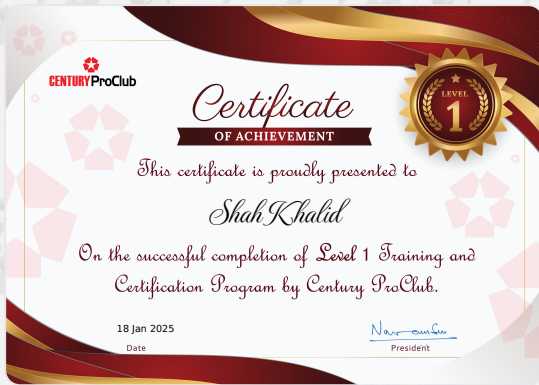 CENTURY ProClub
LEVEL
1
Certificate
OF ACHIEVEMENT
This certificate is proudly presented to
Shah Khalid
On the successful completion of Level 1 Training and
Certification Program by Century ProClub.
18 Jan 2025
Date
President